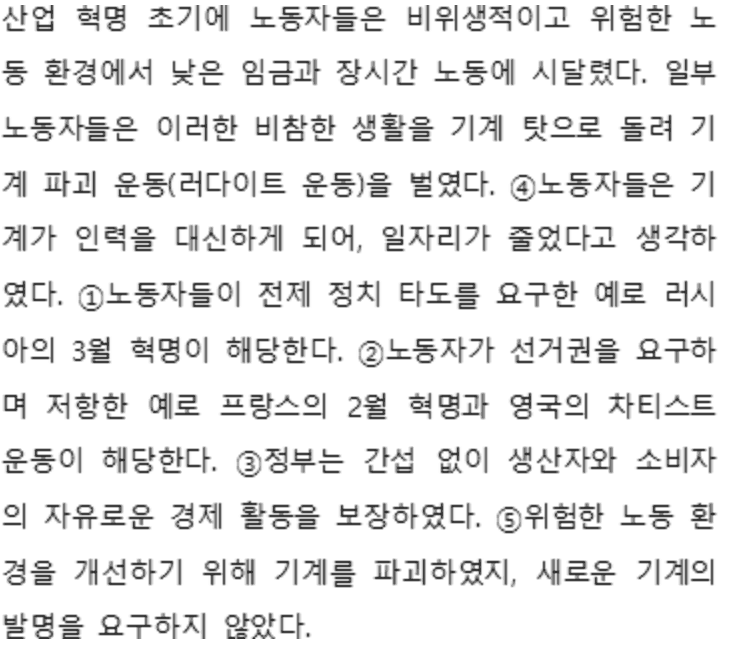 산업 혁명 초기에 노동자들은 비위생적이고 위험한 노
동 환경에서 낮은 임금과 장시간 노동에 시달렸다. 일부
노동자들은 이러한 비참한 생활을 기계 탓으로 돌려 기
계 파괴 운동(러다이트 운동)을 벌였다. ④노동자들은 기
계가 인력을 대신하게 되어, 일자리가 줄었다고 생각하
였다. ①노동자들이 전제 정치 타도를 요구한 예로 러시
아의 3월 혁명이 해당한다. ②노동자가 선거권을 요구하
며 저항한 예로 프랑스의 2월 혁명과 영국의 차티스트
운동이 해당한다. ③정부는 간섭 없이 생산자와 소비자
의 자유로운 경제 활동을 보장하였다. ⑤위험한 노동 환
경을 개선하기 위해 기계를 파괴하였지, 새로운 기계의
발명을 요구하지 않았다.